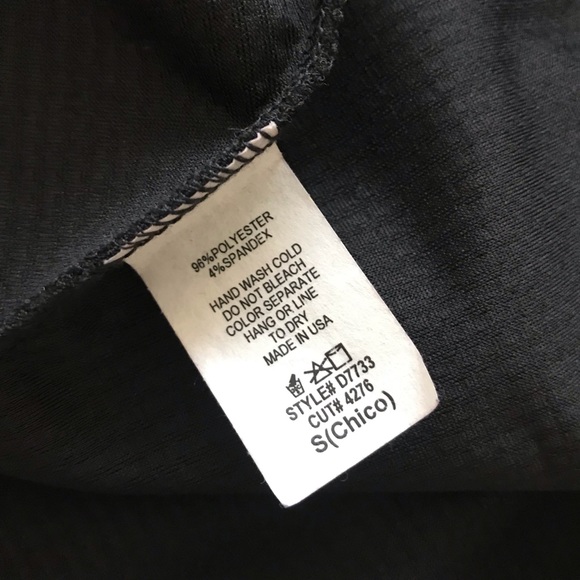 96%POLYESTER
4%SPANDEX
HAND WASH COLD
DO NOT BLEACH
COLOR SEPARATE
HANG OR LINE
TO DRY
MADE IN USA
STYLE# D7733
CUT# 4276
S(Chico)